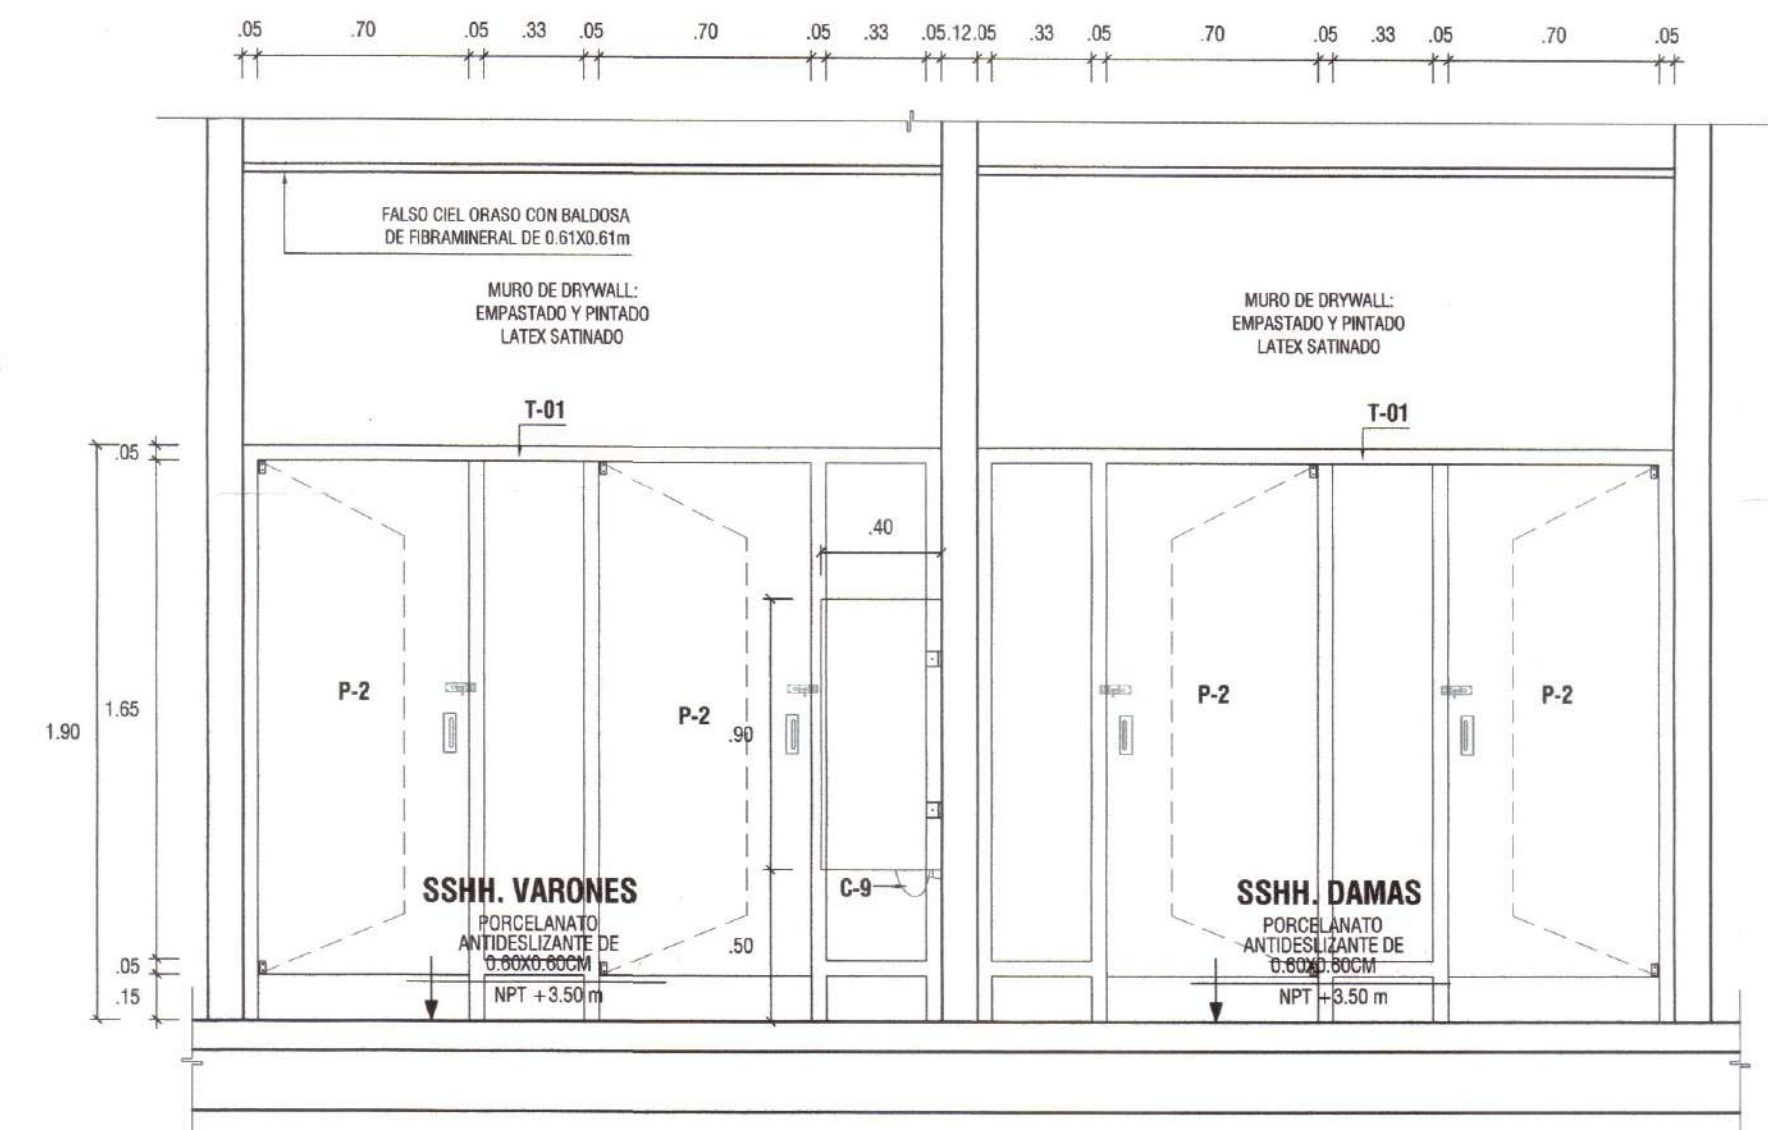 .05 .70 .05 .33 .05 .70 .05 .33 .05 .12 .05 .33 .05 .70 .05 .33 .05 .70 .05
FALSO CIEL ORASO CON BALDOSA
DE FIBRAMINERAL DE 0.61X0.61m
MURO DE DRYWALL:
EMPASTADO Y PINTADO
LATEX SATINADO
MURO DE DRYWALL:
EMPASTADO Y PINTADO
LATEX SATINADO
T-01
T-01
.05
.40
P-2
P-2
P-2
P-2
1.65
1.90
.90
C-9
SSHH. VARONES
PORCELANATO
ANTIDESLIZANTE DE
0.60X0.60CM
NPT +3.50 m
.50
SSHH. DAMAS
PORCELANATO
ANTIDESLIZANTE DE
0.60X0.60CM
NPT +3.50 m
.05
.15